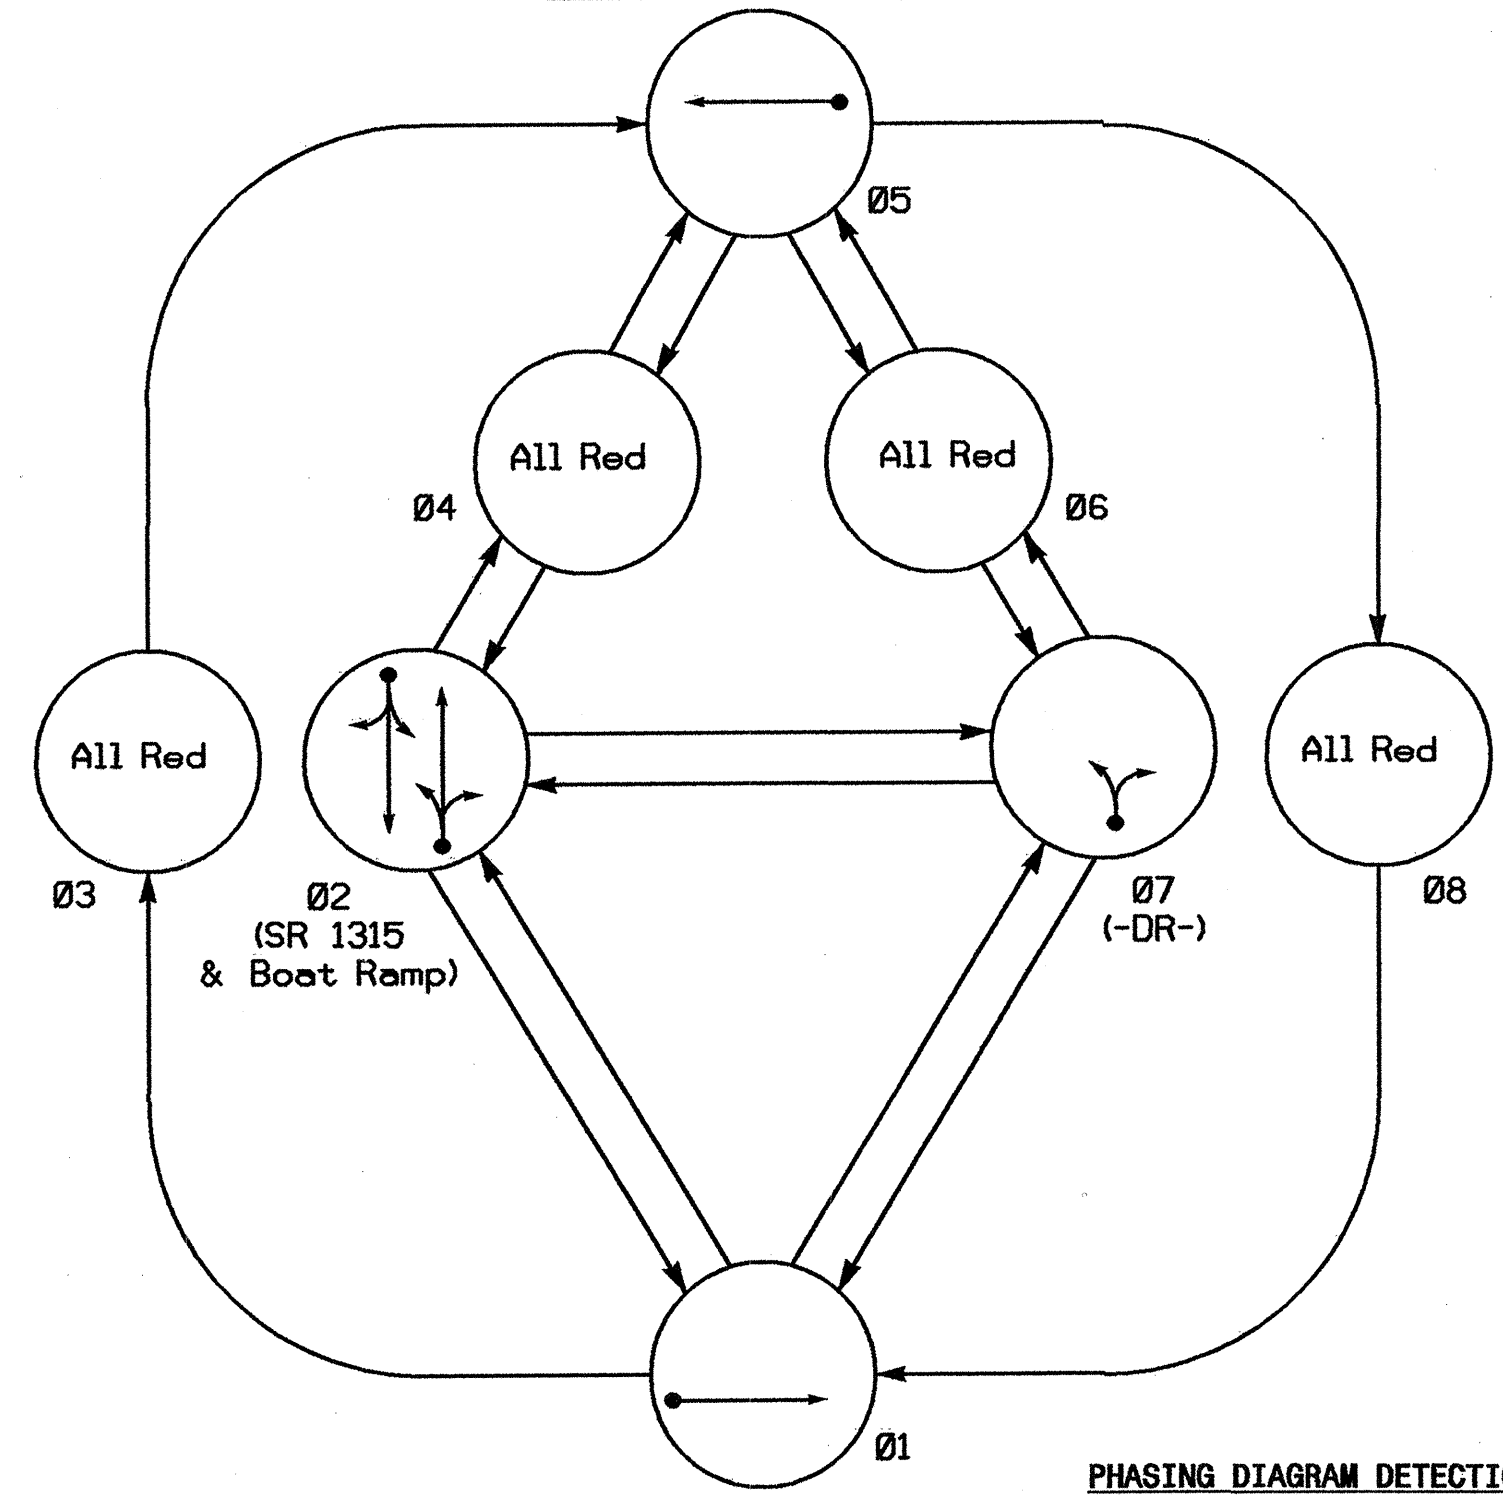 Ø5
All Red
Ø4
All Red
Ø6
All Red
Ø3
Ø2
(SR 1315
& Boat Ramp)
Ø7
(-DR-)
All Red
Ø8
Ø1
PHASING DIAGRAM